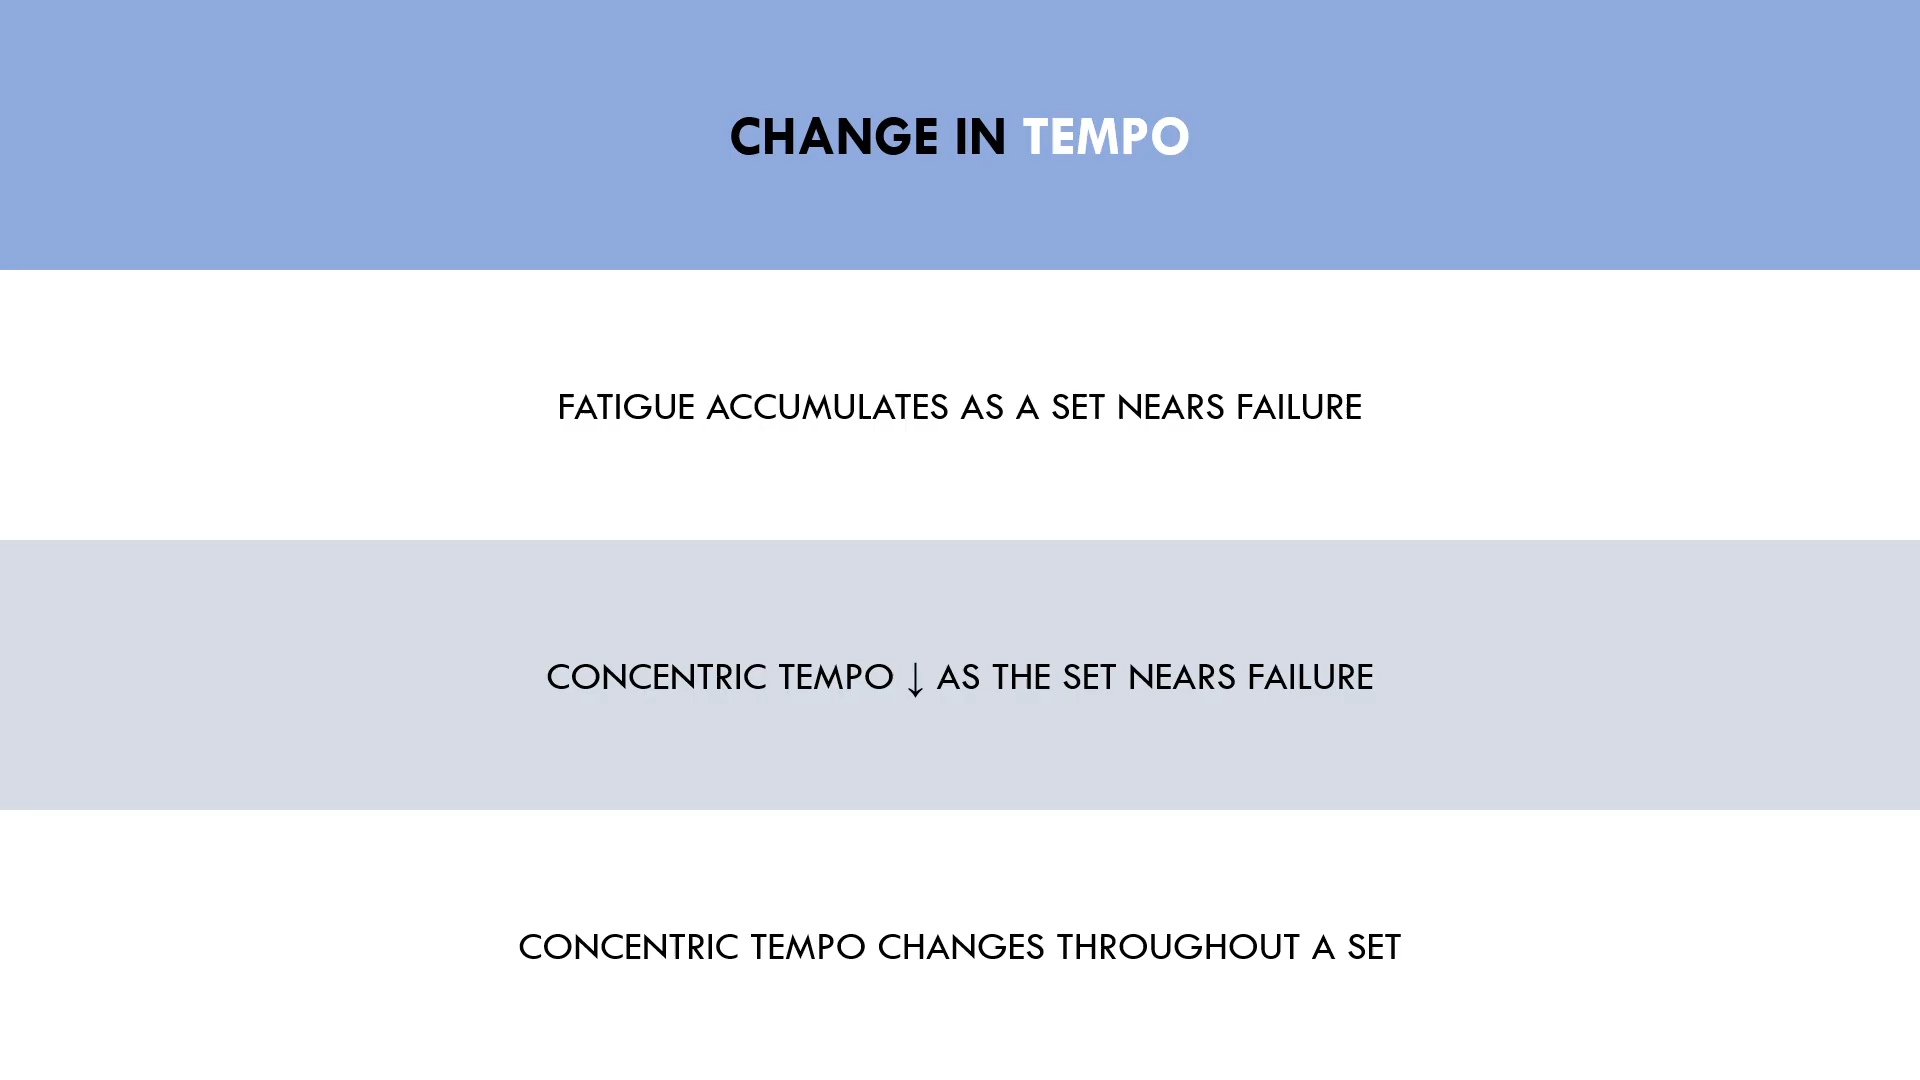 CHANGE IN TEMPO
FATIGUE ACCUMULATES AS A SET NEARS FAILURE
CONCENTRIC TEMPO ↓ AS THE SET NEARS FAILURE
CONCENTRIC TEMPO CHANGES THROUGHOUT A SET